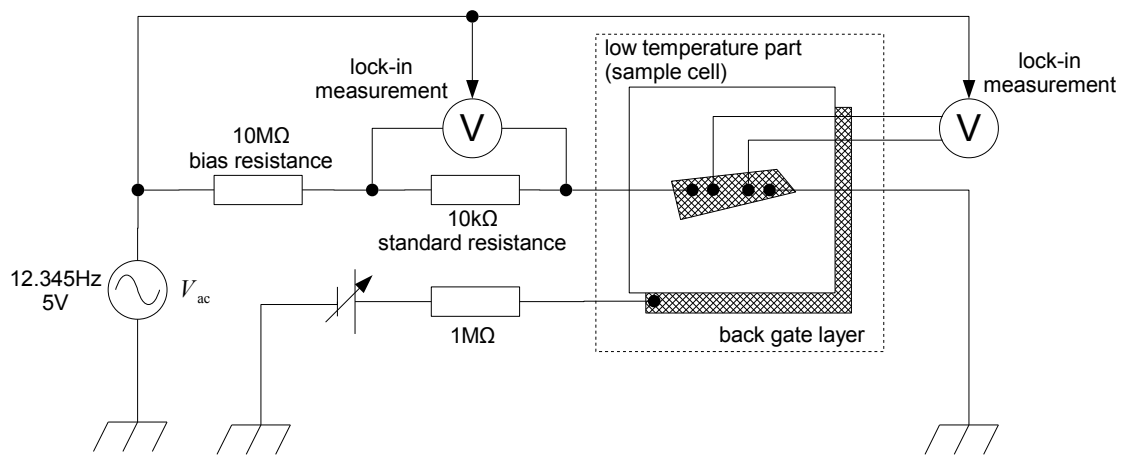 low temperature part
(sample cell)
lock-in
measurement
V
lock-in
measurement
V
10MΩ
bias resistance
10kΩ
standard resistance
12.345Hz
5V
Vac
1MΩ
back gate layer